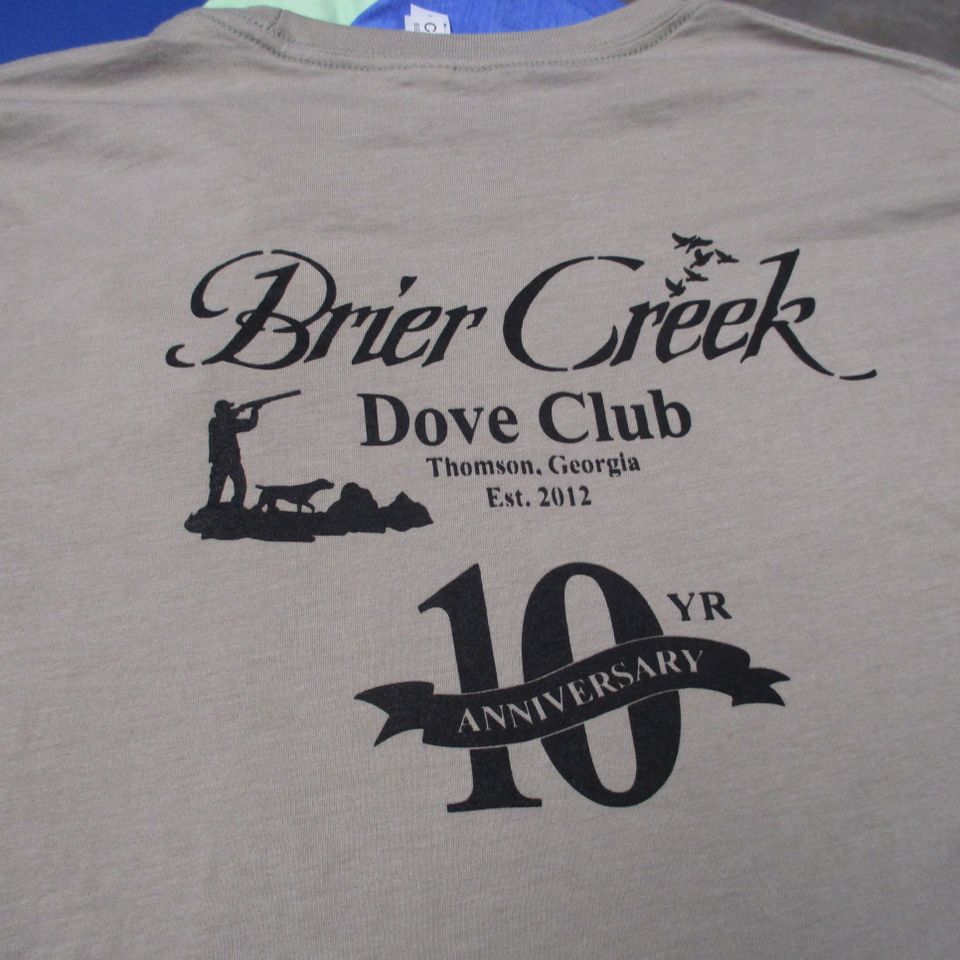 Brier Creek
Dove Club
Thomson, Georgia
Est. 2012
10 YR
ANNIVERSARY